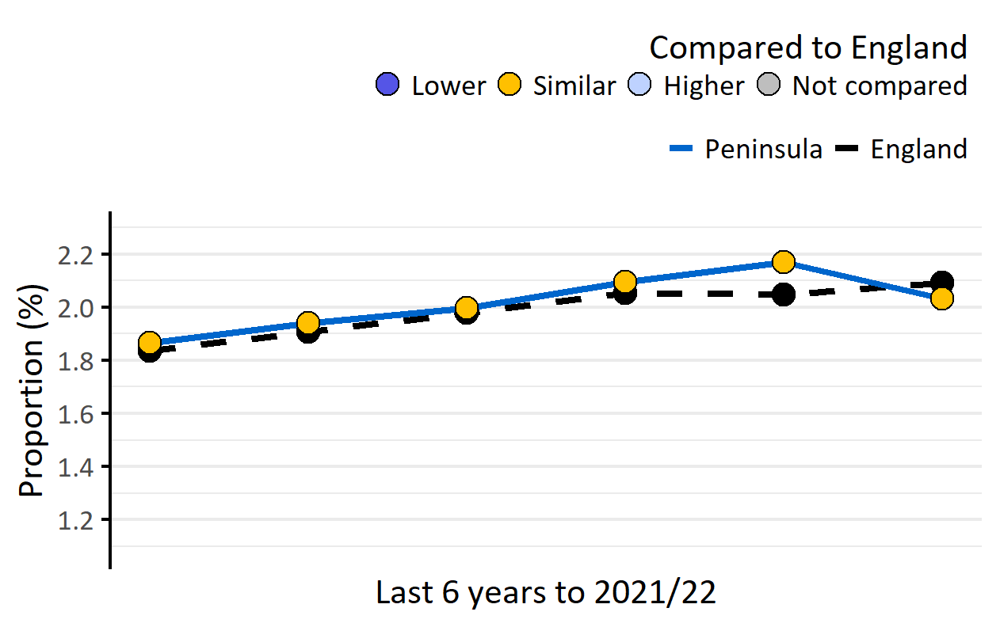 Compared to England
Lower Similar Higher Not compared
Peninsula England
Proportion (%)
2.2
2.0
1.8
1.6
1.4
1.2
Last 6 years to 2021/22